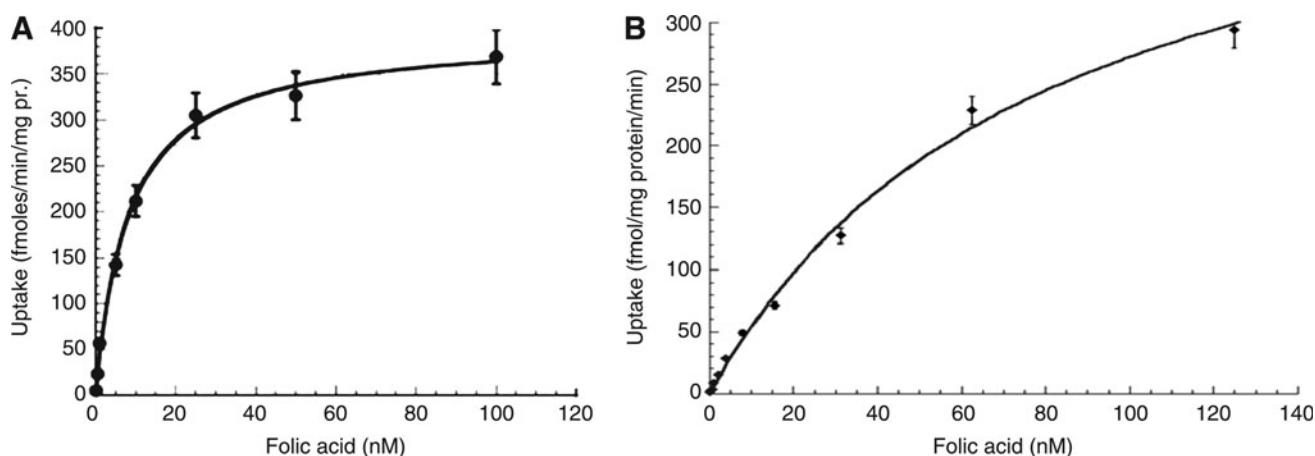 A
Uptake (fmoles/min/mg pr.)
400
350
300
250
200
150
100
50
0
0 20 40 60 80 100 120
Folic acid (nM)
B
Uptake (fmol/mg protein/min)
300
250
200
150
100
50
0
0 20 40 60 80 100 120 140
Folic acid (nM)